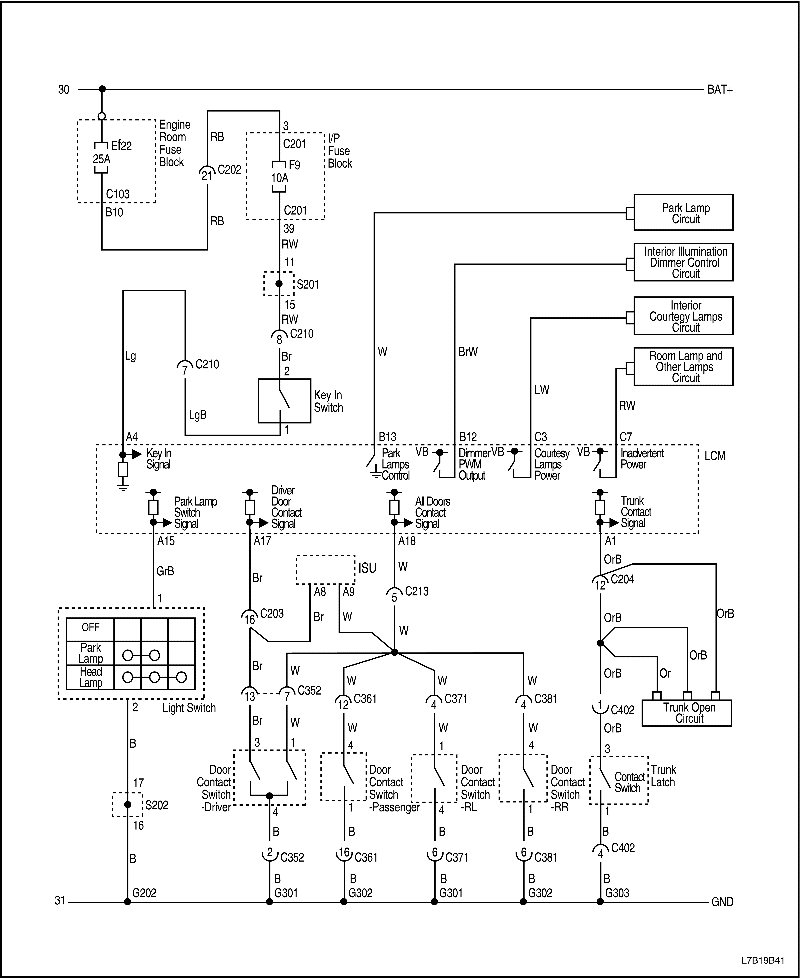 30
BAT–
Engine
Room
Fuse
Block
Ef22
25A
C103
B10
RB
21
C202
RB
3
C201
F9
10A
C201
I/P
Fuse
Block
39
RW
11
S201
15
RW
8
C210
Br
2
Key In
Switch
1
Lg
7
C210
LgB
Park Lamp
Circuit
Interior Illumination
Dimmer Control
Circuit
Interior
Courtegy Lamps
Circuit
Room Lamp and
Other Lamps
Circuit
W
BrW
LW
RW
A4
B13
B12
C3
C7
Key In
Signal
Park
Lamps
Control
VB
Dimmer
PWM
Output
VB
Courtesy
Lamps
Power
VB
Inadvertent
Power
LCM
Park Lamp
Switch
Signal
Driver
Door
Contact
Signal
All Doors
Contact
Signal
Trunk
Contact
Signal
A15
A17
A18
A1
GrB
1
Br
16
C203
ISU
A8
A9
Br
W
W
5
C213
W
OrB
12
C204
OrB
OrB
OrB
Or
OrB
Trunk Open
Circuit
OFF
Park
Lamp
Head
Lamp
Light Switch
2
B
17
S202
16
B
G202
Br
W
13
7
C352
Br
W
3
1
Door
Contact
Switch
-Driver
4
B
2
C352
B
G301
W
12
C361
W
4
Door
Contact
Switch
-Passenger
1
B
16
C361
B
G302
W
4
C371
W
1
Door
Contact
Switch
-RL
4
B
6
C371
B
G301
W
4
C381
W
4
Door
Contact
Switch
-RR
1
B
6
C381
B
G302
1
C402
OrB
3
Contact
Switch
Trunk
Latch
1
B
4
C402
B
G303
31
GND
L7B19B41